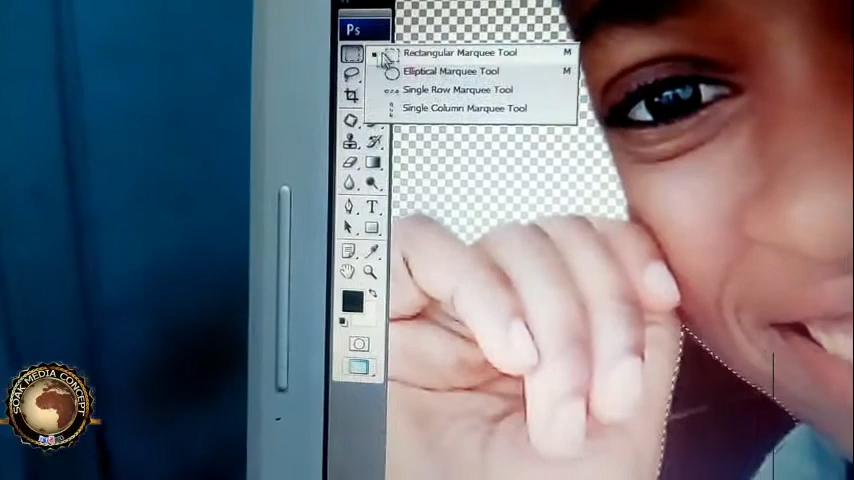 Ps
Rectangular Marquee Tool M
Elliptical Marquee Tool M
Single Row Marquee Tool
Single Column Marquee Tool
T
SOAK MEDIA CONCEPT